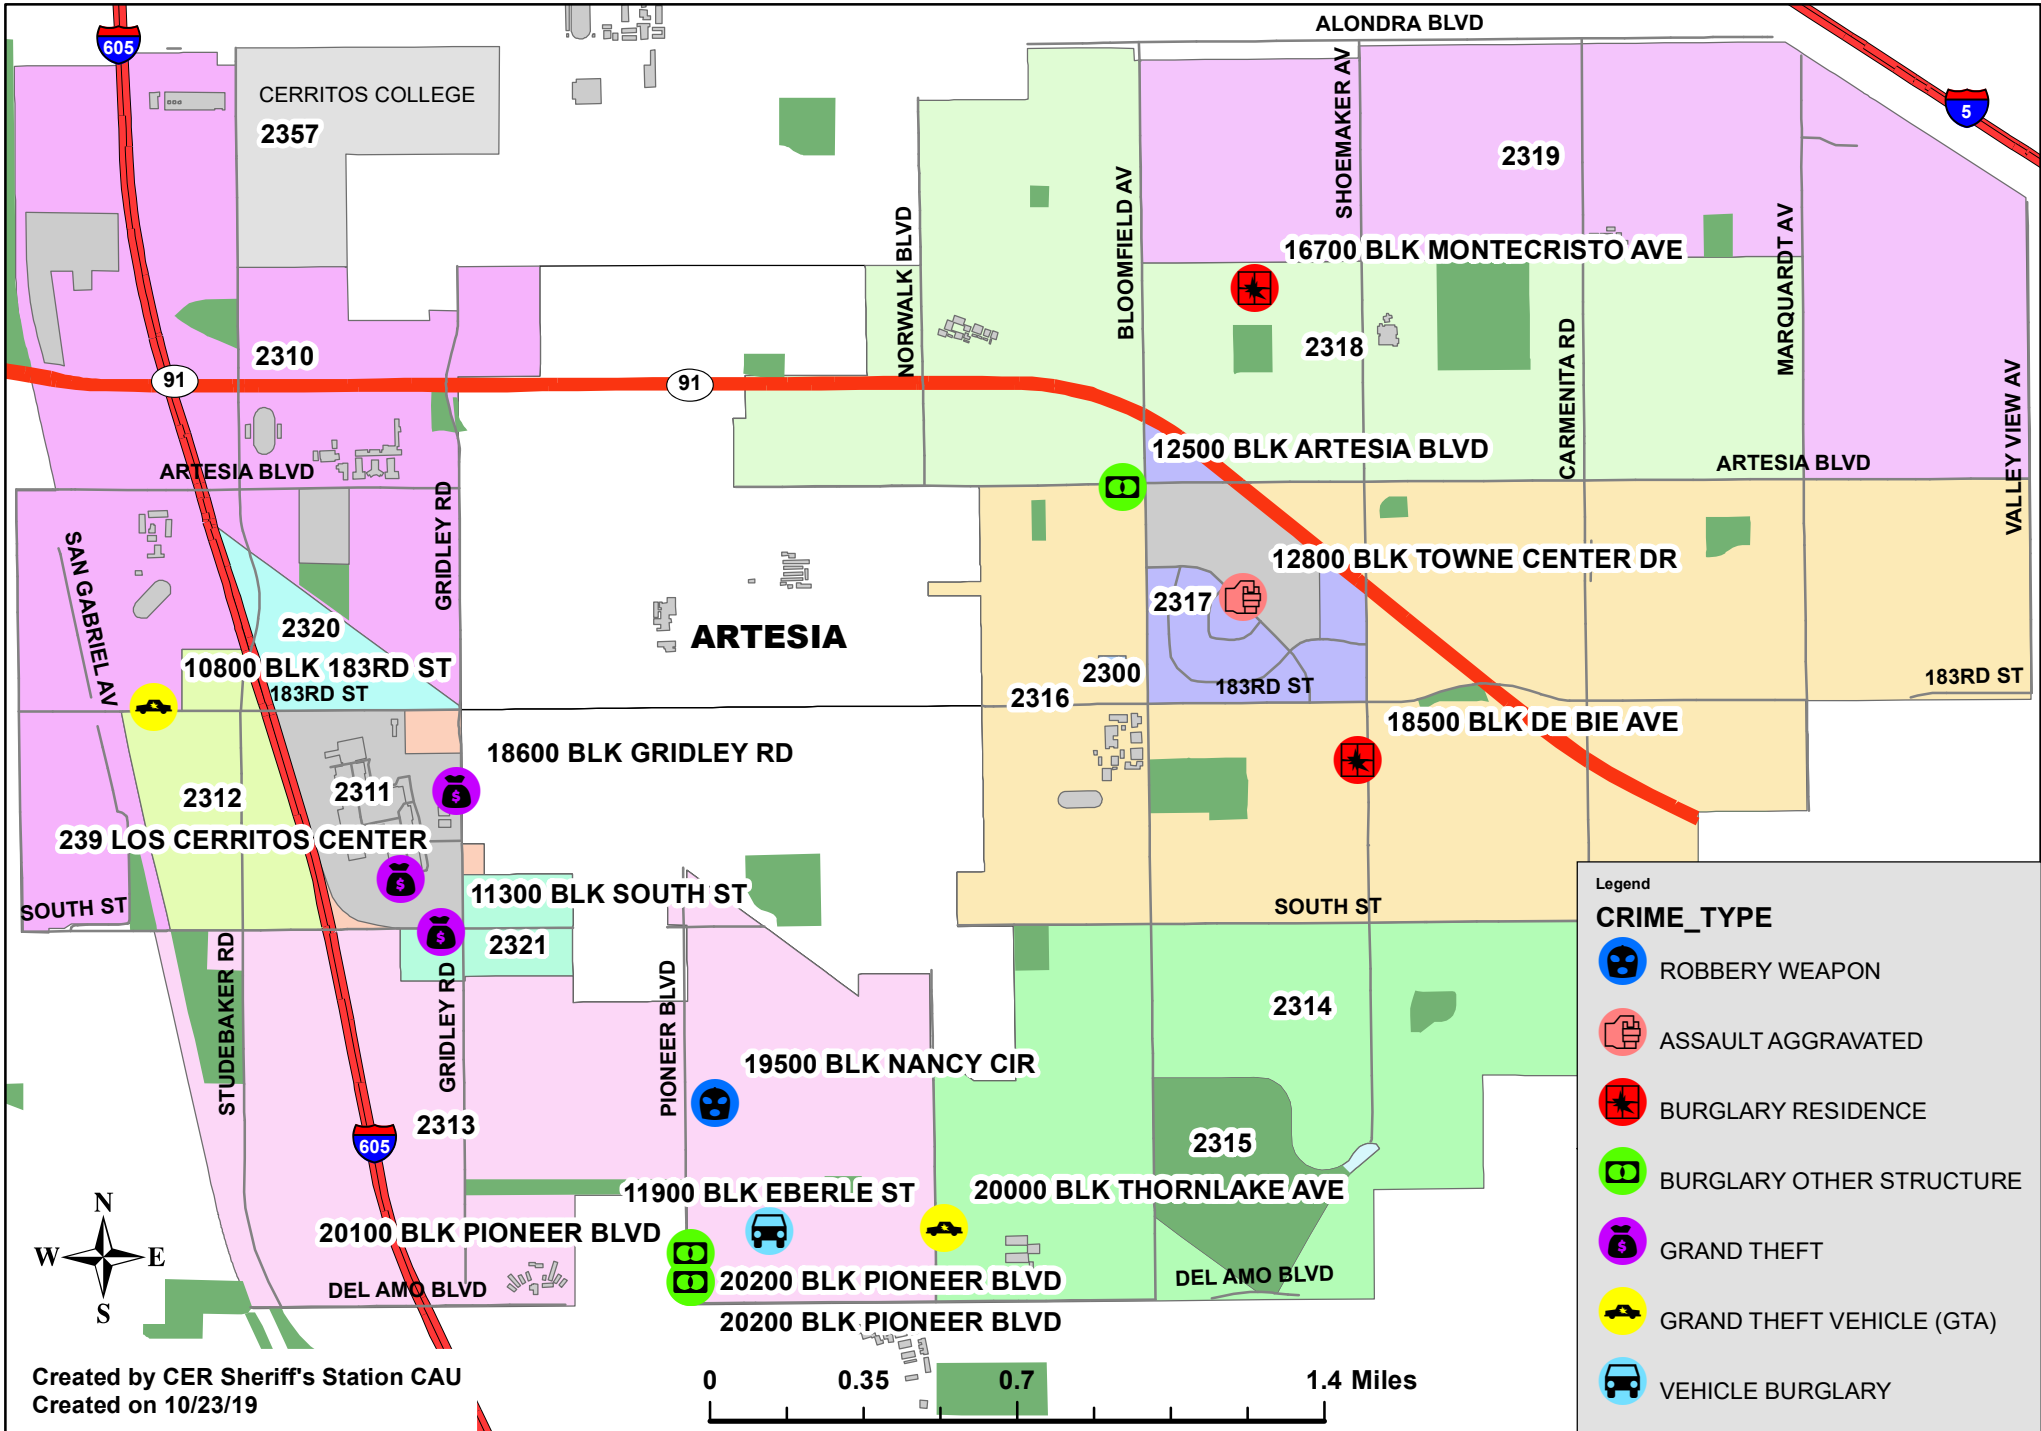 ALONDRA BLVD
605
CERRITOS COLLEGE
2357
SHOEMAKER AV
5
2319
BLOOMFIELD AV
NORWALK BLVD
MARQUARDT AV
16700 BLK MONTECRISTO AVE
2310
2318
91
91
CARMENITA RD
VALLEY VIEW AV
12500 BLK ARTESIA BLVD
ARTESIA BLVD
ARTESIA BLVD
GRIDLEY RD
SAN GABRIEL AV
12800 BLK TOWNE CENTER DR
2317
2320
ARTESIA
10800 BLK 183RD ST
2300
183RD ST
183RD ST
183RD ST
2316
18500 BLK DE BIE AVE
18600 BLK GRIDLEY RD
2311
2312
239 LOS CERRITOS CENTER
11300 BLK SOUTH ST
SOUTH ST
SOUTH ST
2321
STUDEBAKER RD
GRIDLEY RD
PIONEER BLVD
2314
19500 BLK NANCY CIR
2313
605
2315
11900 BLK EBERLE ST
20000 BLK THORNLAKE AVE
20100 BLK PIONEER BLVD
DEL AMO BLVD
20200 BLK PIONEER BLVD
DEL AMO BLVD
20200 BLK PIONEER BLVD
N
W
E
S
Created by CER Sheriff's Station CAU
Created on 10/23/19
0 0.35 0.7 1.4 Miles
Legend
CRIME_TYPE
ROBBERY WEAPON
ASSAULT AGGRAVATED
BURGLARY RESIDENCE
BURGLARY OTHER STRUCTURE
GRAND THEFT
GRAND THEFT VEHICLE (GTA)
VEHICLE BURGLARY